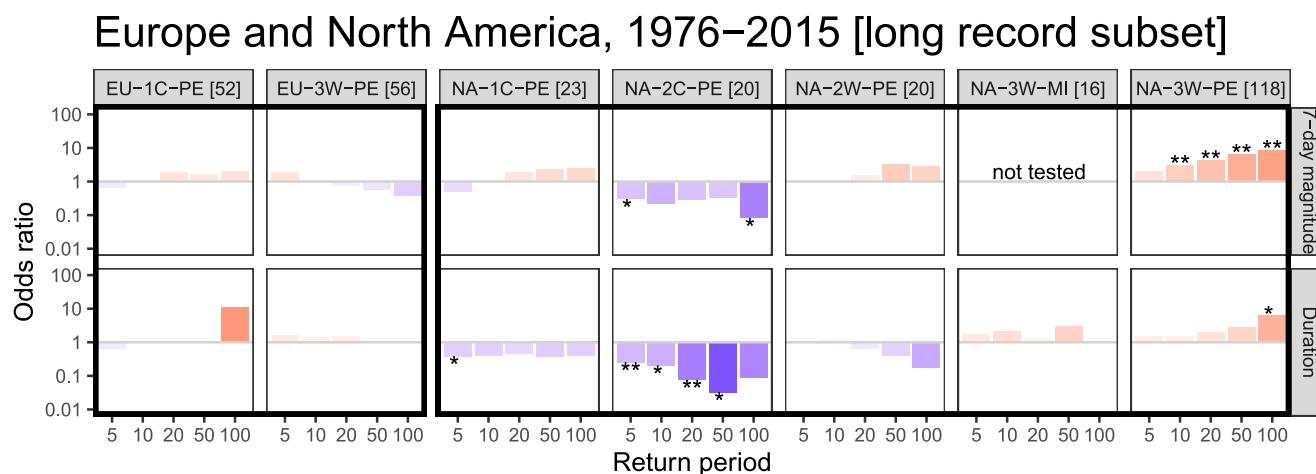 Europe and North America, 1976−2015 [long record subset]
EU−1C−PE [52] EU−3W−PE [56] NA−1C−PE [23] NA−2C−PE [20] NA−2W−PE [20] NA−3W−MI [16] NA−3W−PE [118]
100
10
1
0.1
0.01
7−day magnitude
not tested
** ** ** **
* *
Odds ratio
100
10
1
0.1
0.01
Duration
*
* ** * ** *
5 10 20 50 100 5 10 20 50 100 5 10 20 50 100 5 10 20 50 100 5 10 20 50 100 5 10 20 50 100 5 10 20 50 100
Return period